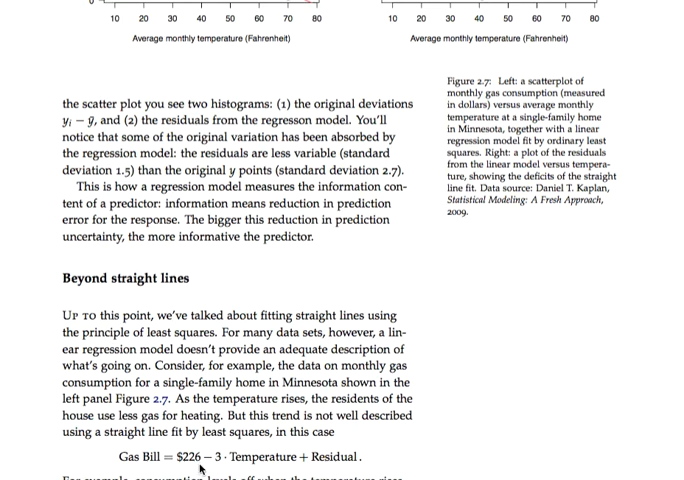 0
10 20 30 40 50 60 70 80
Average monthly temperature (Fahrenheit)
10 20 30 40 50 60 70 80
Average monthly temperature (Fahrenheit)
the scatter plot you see two histograms: (1) the original deviations
yᵢ − ȳ, and (2) the residuals from the regresson model. You'll
notice that some of the original variation has been absorbed by
the regression model: the residuals are less variable (standard
deviation 1.5) than the original y points (standard deviation 2.7).
This is how a regression model measures the information con-
tent of a predictor: information means reduction in prediction
error for the response. The bigger this reduction in prediction
uncertainty, the more informative the predictor.
Figure 2.7: Left: a scatterplot of
monthly gas consumption (measured
in dollars) versus average monthly
temperature at a single-family home
in Minnesota, together with a linear
regression model fit by ordinary least
squares. Right: a plot of the residuals
from the linear model versus tempera-
ture, showing the deficits of the straight
line fit. Data source: Daniel T. Kaplan,
Statistical Modeling: A Fresh Approach,
2009.
Beyond straight lines
Up to this point, we've talked about fitting straight lines using
the principle of least squares. For many data sets, however, a lin-
ear regression model doesn't provide an adequate description of
what's going on. Consider, for example, the data on monthly gas
consumption for a single-family home in Minnesota shown in the
left panel Figure 2.7. As the temperature rises, the residents of the
house use less gas for heating. But this trend is not well described
using a straight line fit by least squares, in this case
Gas Bill = $226 − 3 · Temperature + Residual.
For example, consumption levels off when the temperature rises